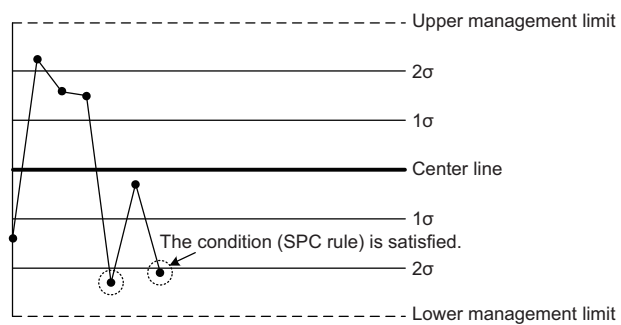 Upper management limit
2σ
1σ
Center line
1σ
The condition (SPC rule) is satisfied.
2σ
Lower management limit